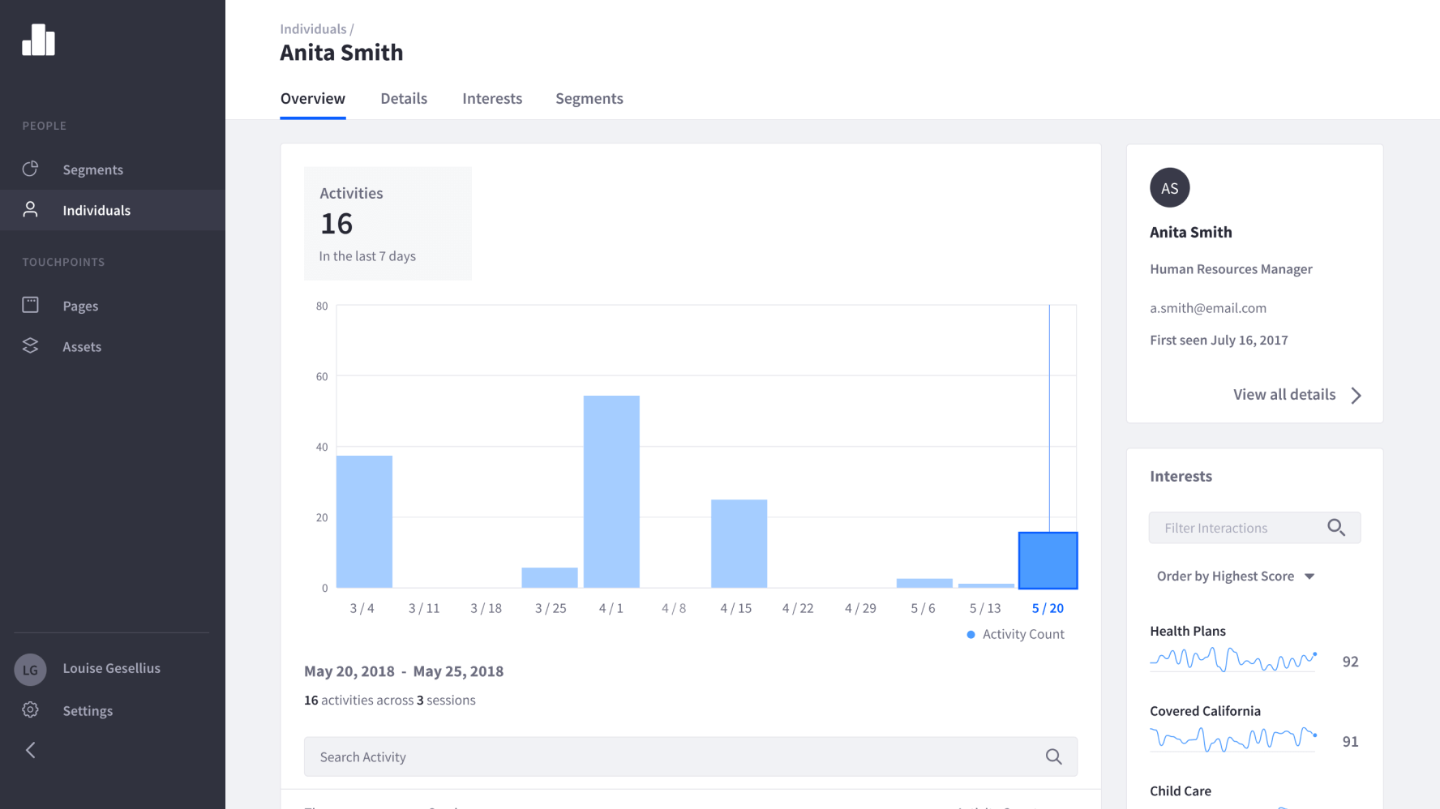 PEOPLE
Segments
Individuals
TOUCHPOINTS
Pages
Assets
LG
Louise Gesellius
Settings
Individuals /
Anita Smith
Overview Details Interests Segments
Activities
16
In the last 7 days
80
60
40
20
0
3 / 4 3 / 11 3 / 18 3 / 25 4 / 1 4 / 8 4 / 15 4 / 22 4 / 29 5 / 6 5 / 13 5 / 20
Activity Count
May 20, 2018 - May 25, 2018
16 activities across 3 sessions
Search Activity
AS
Anita Smith
Human Resources Manager
a.smith@email.com
First seen July 16, 2017
View all details
Interests
Filter Interactions
Order by Highest Score
Health Plans
92
Covered California
91
Child Care